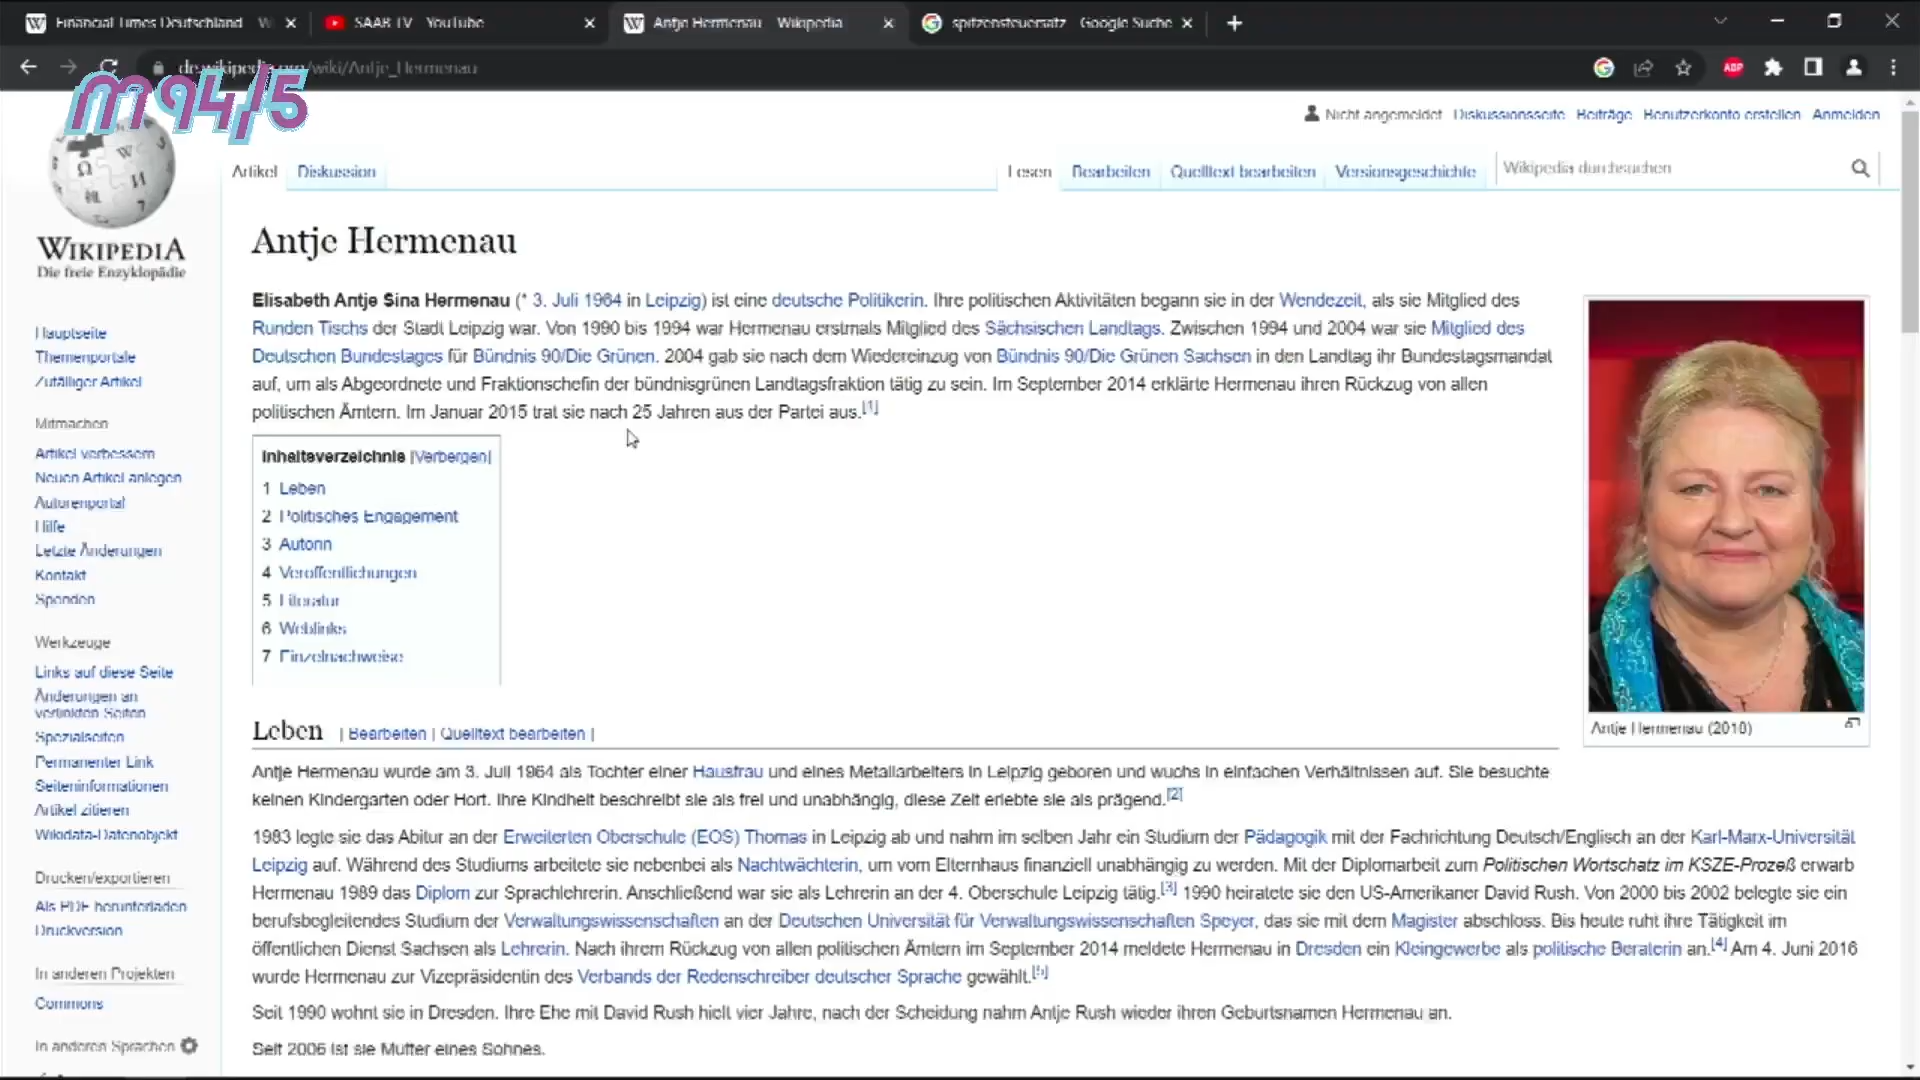 Financial Times Deutschland W
SAAR TV YouTube
Antje Hermenau Wikipedia
spitzensteuersatz Google Suche
de.wikipedia.org/wiki/Antje_Hermenau
ABP
M94/5
Nicht angemeldet Diskussionsseite Beiträge Benutzerkonto erstellen Anmelden
Artikel Diskussion Lesen Bearbeiten Quelltext bearbeiten Versionsgeschichte Wikipedia durchsuchen
WIKIPEDIA
Die freie Enzyklopädie
Hauptseite
Themenportale
Zufälliger Artikel
Mitmachen
Artikel verbessern
Neuen Artikel anlegen
Autorenportal
Hilfe
Letzte Änderungen
Kontakt
Spenden
Werkzeuge
Links auf diese Seite
Änderungen an
verlinkten Seiten
Spezialseiten
Permanenter Link
Seiteninformationen
Artikel zitieren
Wikidata-Datenobjekt
Drucken/exportieren
Als PDF herunterladen
Druckversion
In anderen Projekten
Commons
In anderen Sprachen
Antje Hermenau
Elisabeth Antje Sina Hermenau (* 3. Juli 1964 in Leipzig) ist eine deutsche Politikerin. Ihre politischen Aktivitäten begann sie in der Wendezeit, als sie Mitglied des
Runden Tischs der Stadt Leipzig war. Von 1990 bis 1994 war Hermenau erstmals Mitglied des Sächsischen Landtags. Zwischen 1994 und 2004 war sie Mitglied des
Deutschen Bundestages für Bündnis 90/Die Grünen. 2004 gab sie nach dem Wiedereinzug von Bündnis 90/Die Grünen Sachsen in den Landtag ihr Bundestagsmandat
auf, um als Abgeordnete und Fraktionschefin der bündnisgrünen Landtagsfraktion tätig zu sein. Im September 2014 erklärte Hermenau ihren Rückzug von allen
politischen Ämtern. Im Januar 2015 trat sie nach 25 Jahren aus der Partei aus.[1]
Inhaltsverzeichnis [Verbergen]
1 Leben
2 Politisches Engagement
3 Autorin
4 Veröffentlichungen
5 Literatur
6 Weblinks
7 Einzelnachweise
Antje Hermenau (2018)
Leben | Bearbeiten | Quelltext bearbeiten |
Antje Hermenau wurde am 3. Juli 1964 als Tochter einer Hausfrau und eines Metallarbeiters in Leipzig geboren und wuchs in einfachen Verhältnissen auf. Sie besuchte
keinen Kindergarten oder Hort. Ihre Kindheit beschreibt sie als frei und unabhängig, diese Zeit erlebte sie als prägend.[2]
1983 legte sie das Abitur an der Erweiterten Oberschule (EOS) Thomas in Leipzig ab und nahm im selben Jahr ein Studium der Pädagogik mit der Fachrichtung Deutsch/Englisch an der Karl-Marx-Universität
Leipzig auf. Während des Studiums arbeitete sie nebenbei als Nachtwächterin, um vom Elternhaus finanziell unabhängig zu werden. Mit der Diplomarbeit zum Politischen Wortschatz im KSZE-Prozeß erwarb
Hermenau 1989 das Diplom zur Sprachlehrerin. Anschließend war sie als Lehrerin an der 4. Oberschule Leipzig tätig.[3] 1990 heiratete sie den US-Amerikaner David Rush. Von 2000 bis 2002 belegte sie ein
berufsbegleitendes Studium der Verwaltungswissenschaften an der Deutschen Universität für Verwaltungswissenschaften Speyer, das sie mit dem Magister abschloss. Bis heute ruht ihre Tätigkeit im
öffentlichen Dienst Sachsen als Lehrerin. Nach ihrem Rückzug von allen politischen Ämtern im September 2014 meldete Hermenau in Dresden ein Kleingewerbe als politische Beraterin an.[4] Am 4. Juni 2016
wurde Hermenau zur Vizepräsidentin des Verbands der Redenschreiber deutscher Sprache gewählt.[5]
Seit 1990 wohnt sie in Dresden. Ihre Ehe mit David Rush hielt vier Jahre, nach der Scheidung nahm Antje Rush wieder ihren Geburtsnamen Hermenau an.
Seit 2006 ist sie Mutter eines Sohnes.